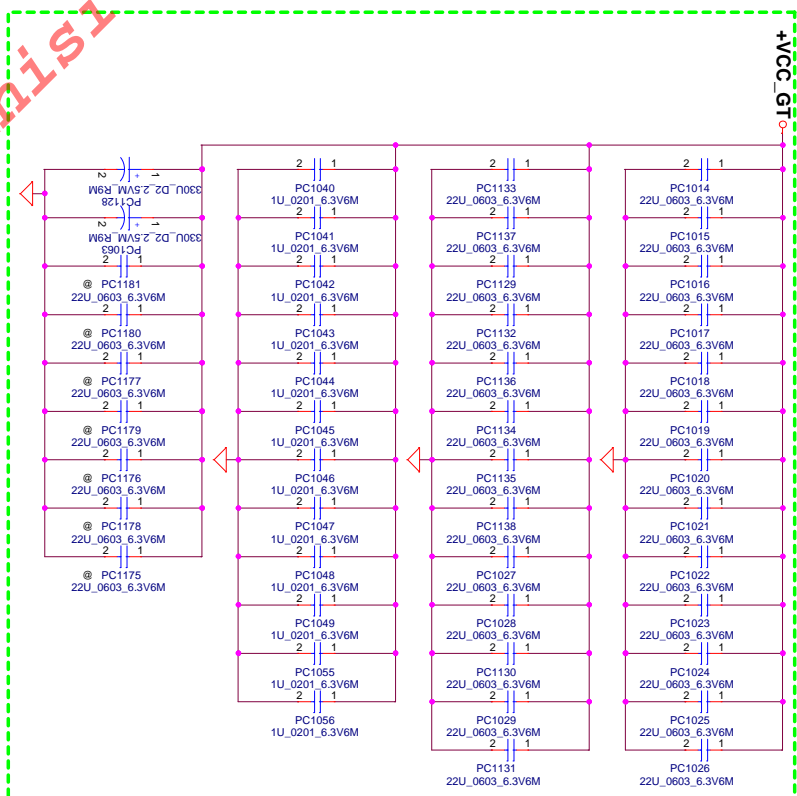 nisi
+VCC_GT
1
2
330U_D2_2.5VM_R9M
PC1128
1
2
330U_D2_2.5VM_R9M
PC1063
2 1
@ PC1181
22U_0603_6.3V6M
2 1
@ PC1180
22U_0603_6.3V6M
2 1
@ PC1177
22U_0603_6.3V6M
2 1
@ PC1179
22U_0603_6.3V6M
2 1
@ PC1176
22U_0603_6.3V6M
2 1
@ PC1178
22U_0603_6.3V6M
2 1
@ PC1175
22U_0603_6.3V6M
2 1
PC1040
1U_0201_6.3V6M
2 1
PC1041
1U_0201_6.3V6M
2 1
PC1042
1U_0201_6.3V6M
2 1
PC1043
1U_0201_6.3V6M
2 1
PC1044
1U_0201_6.3V6M
2 1
PC1045
1U_0201_6.3V6M
2 1
PC1046
1U_0201_6.3V6M
2 1
PC1047
1U_0201_6.3V6M
2 1
PC1048
1U_0201_6.3V6M
2 1
PC1049
1U_0201_6.3V6M
2 1
PC1055
1U_0201_6.3V6M
2 1
PC1056
1U_0201_6.3V6M
2 1
PC1133
22U_0603_6.3V6M
2 1
PC1137
22U_0603_6.3V6M
2 1
PC1129
22U_0603_6.3V6M
2 1
PC1132
22U_0603_6.3V6M
2 1
PC1136
22U_0603_6.3V6M
2 1
PC1134
22U_0603_6.3V6M
2 1
PC1135
22U_0603_6.3V6M
2 1
PC1138
22U_0603_6.3V6M
2 1
PC1027
22U_0603_6.3V6M
2 1
PC1028
22U_0603_6.3V6M
2 1
PC1130
22U_0603_6.3V6M
2 1
PC1029
22U_0603_6.3V6M
2 1
PC1131
22U_0603_6.3V6M
2 1
PC1014
22U_0603_6.3V6M
2 1
PC1015
22U_0603_6.3V6M
2 1
PC1016
22U_0603_6.3V6M
2 1
PC1017
22U_0603_6.3V6M
2 1
PC1018
22U_0603_6.3V6M
2 1
PC1019
22U_0603_6.3V6M
2 1
PC1020
22U_0603_6.3V6M
2 1
PC1021
22U_0603_6.3V6M
2 1
PC1022
22U_0603_6.3V6M
2 1
PC1023
22U_0603_6.3V6M
2 1
PC1024
22U_0603_6.3V6M
2 1
PC1025
22U_0603_6.3V6M
2 1
PC1026
22U_0603_6.3V6M